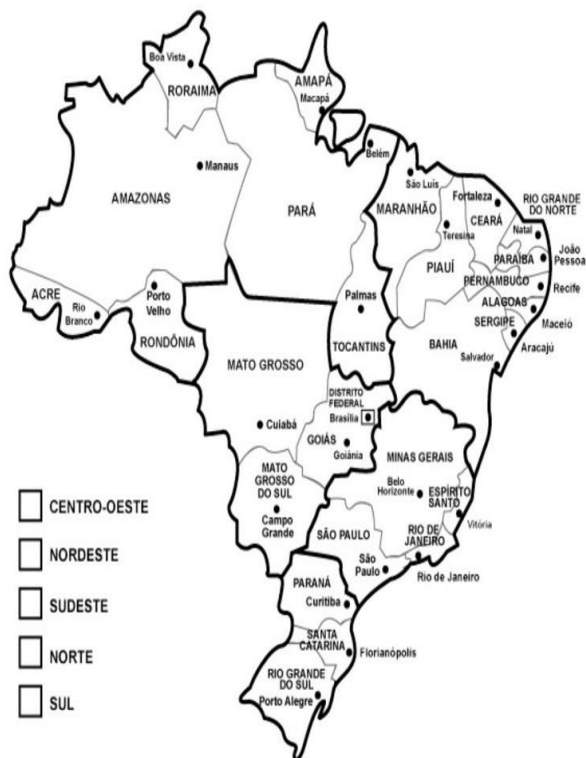 Boa Vista
RORAIMA
AMAPÁ
Macapá
Manaus
AMAZONAS
PARÁ
Belém
São Luís
MARANHÃO
Fortaleza
CEARÁ
RIO GRANDE
DO NORTE
Natal
Teresina
PIAUÍ
PARAÍBA
João
Pessoa
PERNAMBUCO
Recife
ALAGOAS
Maceió
SERGIPE
Aracajú
ACRE
Rio
Branco
Porto
Velho
RONDÔNIA
Palmas
TOCANTINS
BAHIA
Salvador
MATO GROSSO
Cuiabá
DISTRITO
FEDERAL
Brasília
GOIÁS
Goiânia
MATO
GROSSO
DO SUL
Campo
Grande
MINAS GERAIS
Belo
Horizonte
ESPÍRITO
SANTO
Vitória
SÃO PAULO
São
Paulo
RIO DE
JANEIRO
Rio de Janeiro
PARANÁ
Curitiba
SANTA
CATARINA
Florianópolis
RIO GRANDE
DO SUL
Porto Alegre
CENTRO-OESTE
NORDESTE
SUDESTE
NORTE
SUL